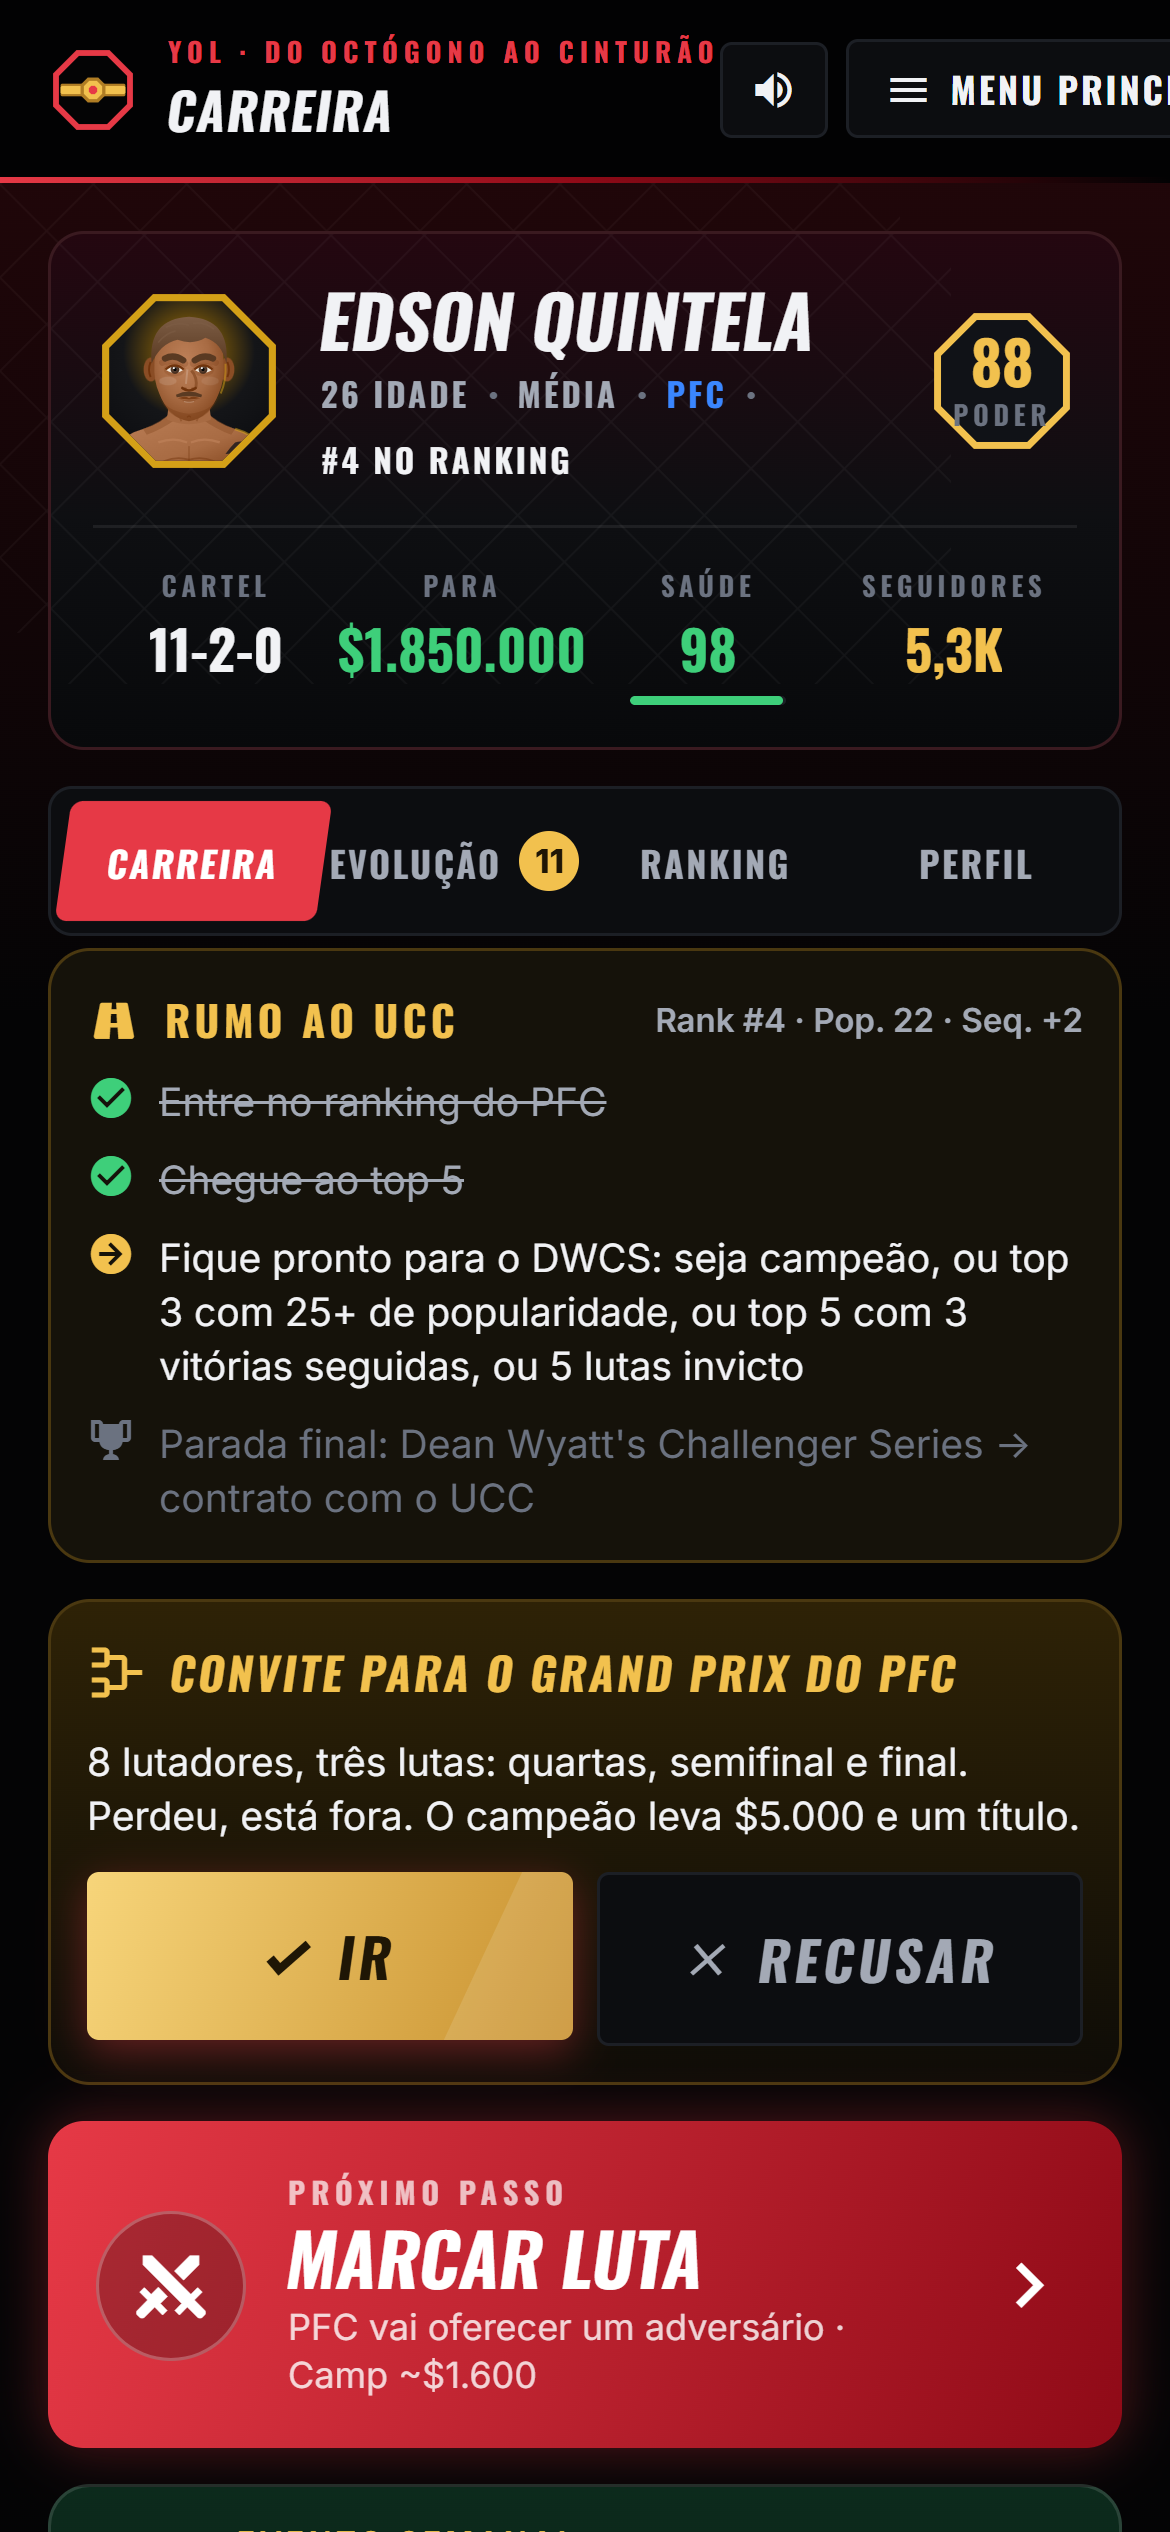 YOL · DO OCTÓGONO AO CINTURÃO
CARREIRA
MENU PRINC
EDSON QUINTELA
26 IDADE · MÉDIA · PFC ·
#4 NO RANKING
88
PODER
CARTEL
11-2-0
PARA
$1.850.000
SAÚDE
98
SEGUIDORES
5,3K
CARREIRA
EVOLUÇÃO 11
RANKING
PERFIL
RUMO AO UCC
Rank #4 · Pop. 22 · Seq. +2
Entre no ranking do PFC
Chegue ao top 5
Fique pronto para o DWCS: seja campeão, ou top
3 com 25+ de popularidade, ou top 5 com 3
vitórias seguidas, ou 5 lutas invicto
Parada final: Dean Wyatt's Challenger Series →
contrato com o UCC
CONVITE PARA O GRAND PRIX DO PFC
8 lutadores, três lutas: quartas, semifinal e final.
Perdeu, está fora. O campeão leva $5.000 e um título.
IR
RECUSAR
PRÓXIMO PASSO
MARCAR LUTA
PFC vai oferecer um adversário ·
Camp ~$1.600